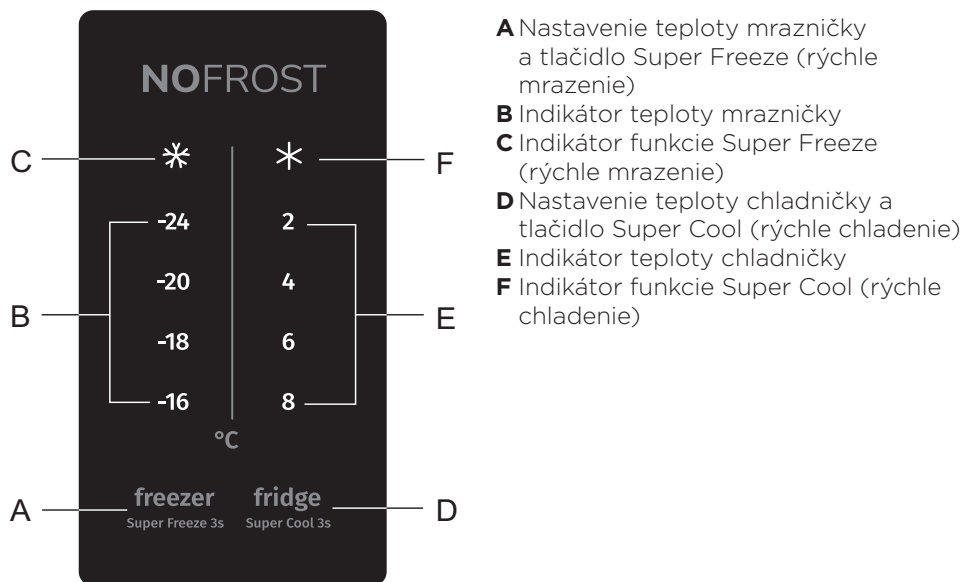 NOFROST
C
F
-24 2
-20 4
B
E
-18 6
-16 8
°C
A
freezer fridge
D
Super Freeze 3s Super Cool 3s
A Nastavenie teploty mrazničky
a tlačidlo Super Freeze (rýchle
mrazenie)
B Indikátor teploty mrazničky
C Indikátor funkcie Super Freeze
(rýchle mrazenie)
D Nastavenie teploty chladničky a
tlačidlo Super Cool (rýchle chladenie)
E Indikátor teploty chladničky
F Indikátor funkcie Super Cool (rýchle
chladenie)